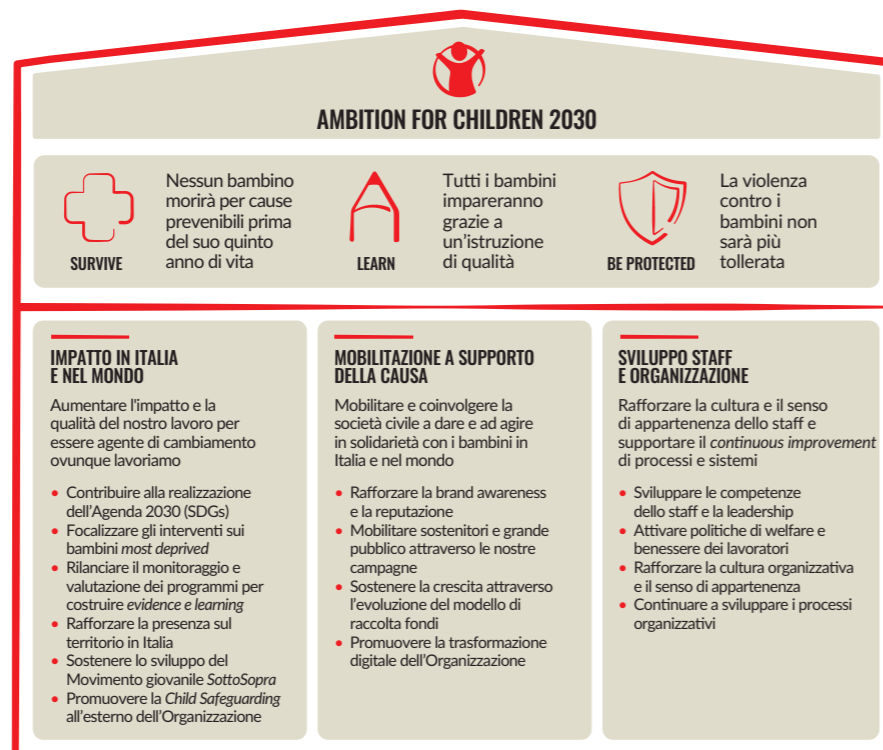 AMBITION FOR CHILDREN 2030
Nessun bambino
morirà per cause
prevenibili prima
del suo quinto
anno di vita
SURVIVE
Tutti i bambini
impareranno
grazie a
un'istruzione
di qualità
LEARN
La violenza
contro i
bambini non
sarà più
tollerata
BE PROTECTED
IMPATTO IN ITALIA
E NEL MONDO
Aumentare l'impatto e la
qualità del nostro lavoro per
essere agente di cambiamento
ovunque lavoriamo
• Contribuire alla realizzazione
dell'Agenda 2030 (SDGs)
• Focalizzare gli interventi sui
bambini most deprived
• Rilanciare il monitoraggio e
valutazione dei programmi per
costruire evidence e learning
• Rafforzare la presenza sul
territorio in Italia
• Sostenere lo sviluppo del
Movimento giovanile SottoSopra
• Promuovere la Child Safeguarding
all'esterno dell'Organizzazione
MOBILITAZIONE A SUPPORTO
DELLA CAUSA
Mobilitare e coinvolgere la
società civile a dare e ad agire
in solidarietà con i bambini in
Italia e nel mondo
• Rafforzare la brand awareness
e la reputazione
• Mobilitare sostenitori e grande
pubblico attraverso le nostre
campagne
• Sostenere la crescita attraverso
l'evoluzione del modello di
raccolta fondi
• Promuovere la trasformazione
digitale dell'Organizzazione
SVILUPPO STAFF
E ORGANIZZAZIONE
Rafforzare la cultura e il senso
di appartenenza dello staff e
supportare il continuous improvement
di processi e sistemi
• Sviluppare le competenze
dello staff e la leadership
• Attivare politiche di welfare e
benessere dei lavoratori
• Rafforzare la cultura organizzativa
e il senso di appartenenza
• Continuare a sviluppare i processi
organizzativi